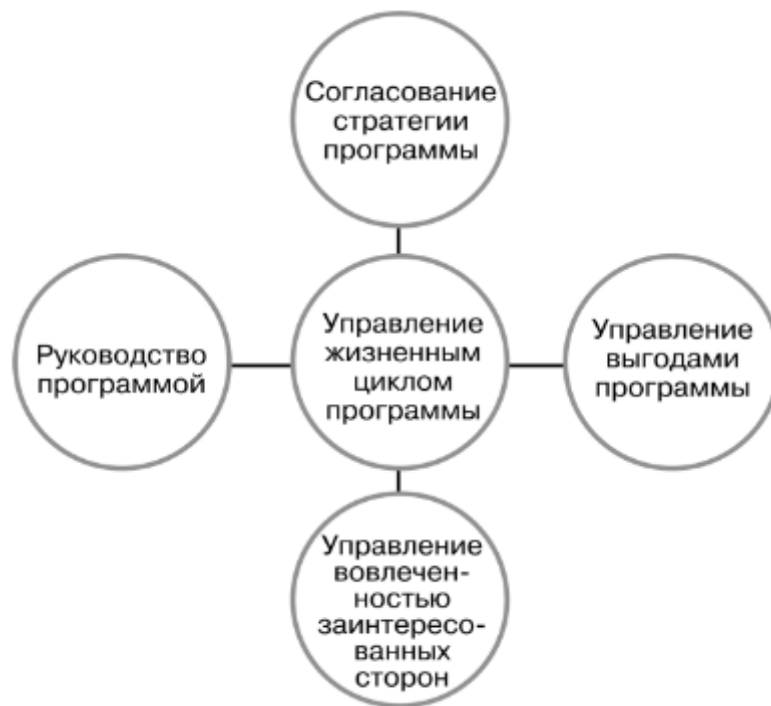 Согласование
стратегии
программы
Руководство
программой
Управление
жизненным
циклом
программы
Управление
выгодами
программы
Управление
вовлечен-
ностью
заинтересо-
ванных
сторон